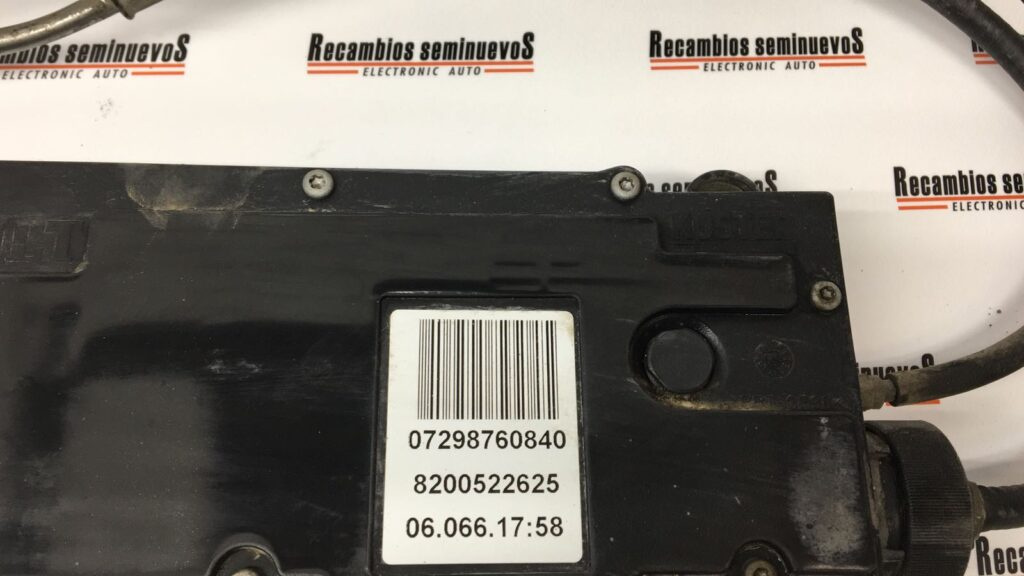 Recambios seminuevoS
ELECTRONIC AUTO
Recambios seminuevoS
ELECTRONIC AUTO
seminuevoS
ELECTRONIC AUTO
Recambios
ELECTRONIC
07298760840
8200522625
06.066.17:58
Recambios